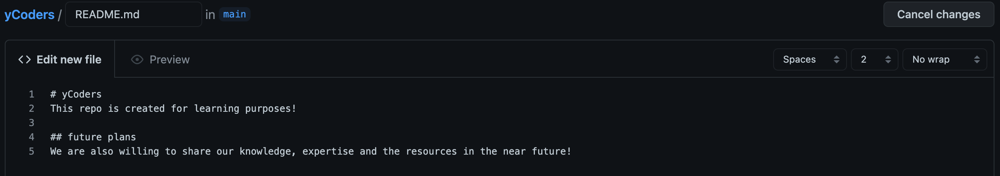 yCoders / README.md in main Cancel changes
Edit new file Preview Spaces 2 No wrap
1 # yCoders
2 This repo is created for learning purposes!
3
4 ## future plans
5 We are also willing to share our knowledge, expertise and the resources in the near future!